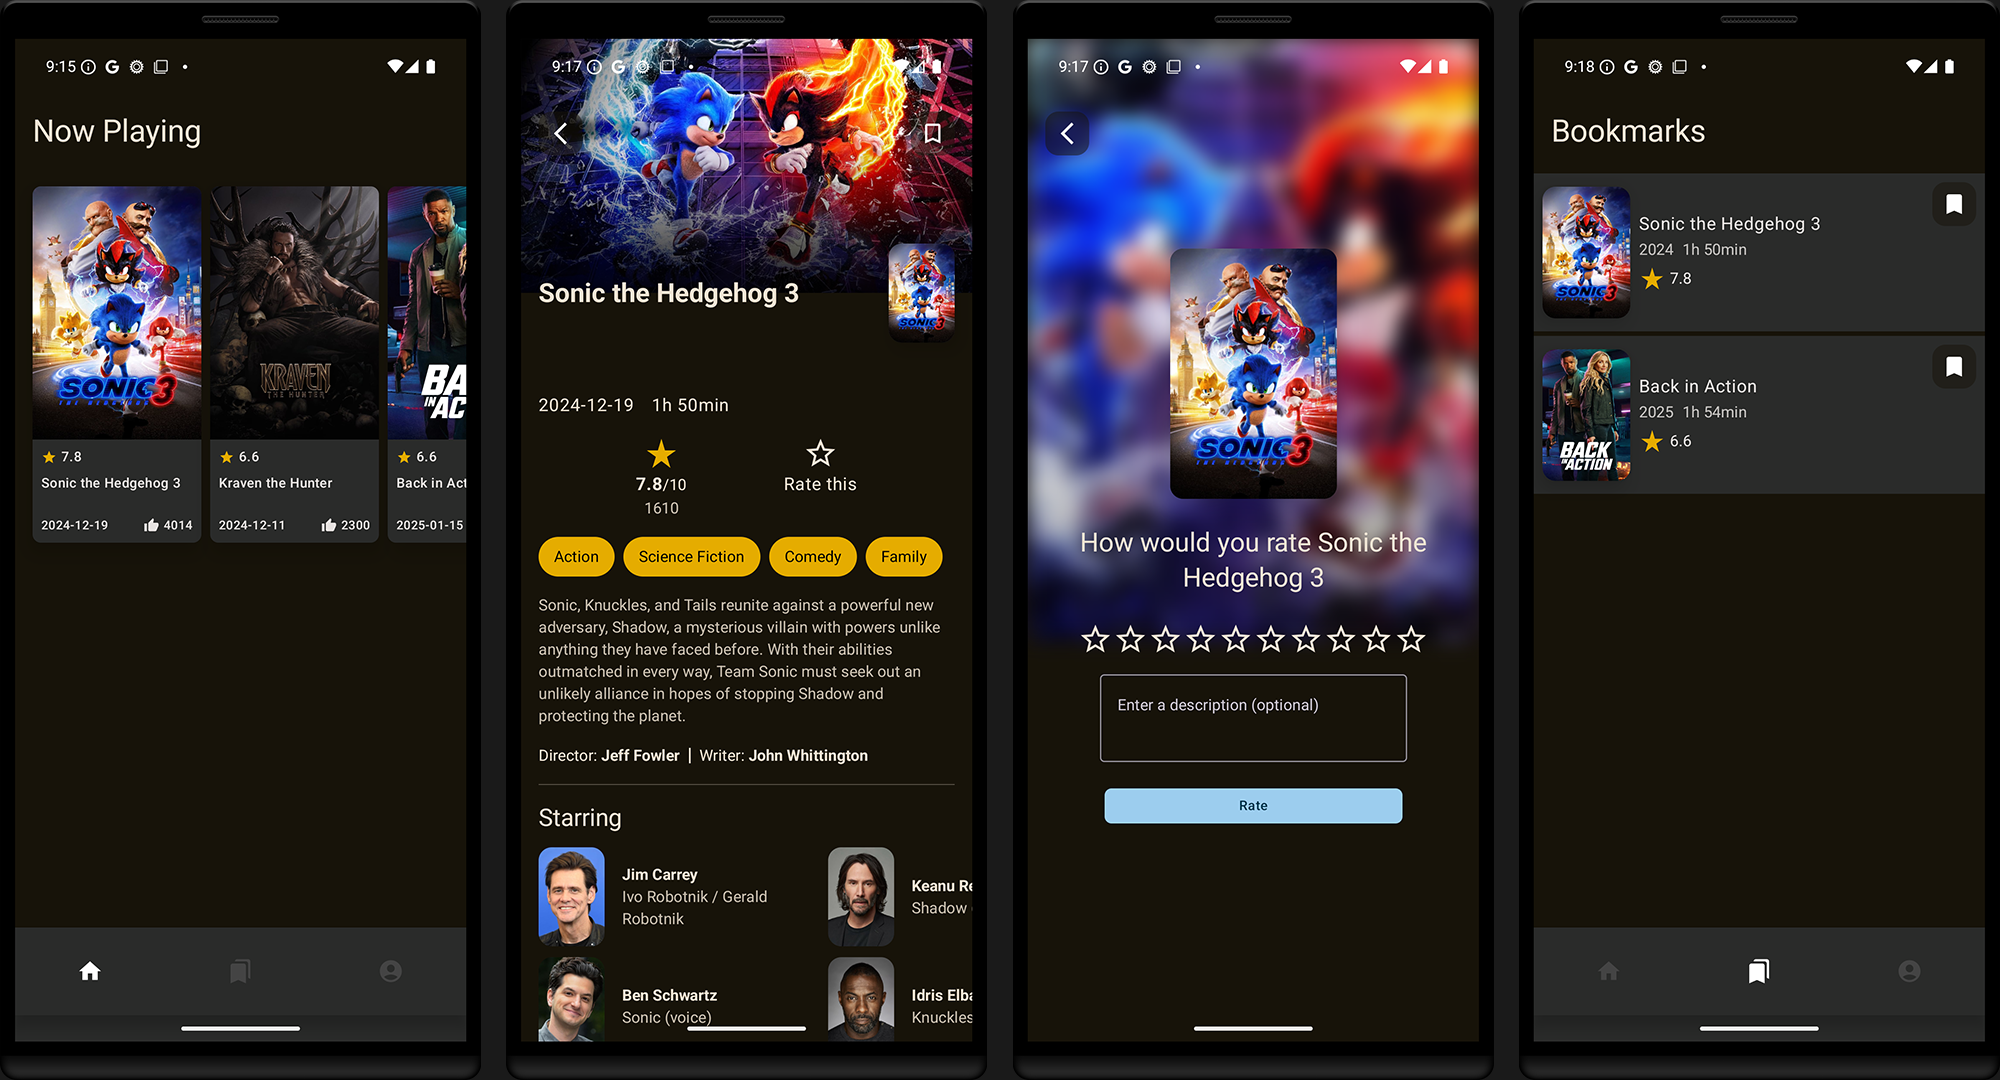 9:15
Now Playing
SONIC 3
THE HEDGEHOG
KRAVEN
THE HUNTER
BA
IN AC
7.8
Sonic the Hedgehog 3
2024-12-19 4014
6.6
Kraven the Hunter
2024-12-11 2300
6.6
Back in Act
2025-01-15
9:17
Sonic the Hedgehog 3
SONIC 3
2024-12-19 1h 50min
7.8/10
1610
Rate this
Action
Science Fiction
Comedy
Family
Sonic, Knuckles, and Tails reunite against a powerful new
adversary, Shadow, a mysterious villain with powers unlike
anything they have faced before. With their abilities
outmatched in every way, Team Sonic must seek out an
unlikely alliance in hopes of stopping Shadow and
protecting the planet.
Director: Jeff Fowler | Writer: John Whittington
Starring
Jim Carrey
Ivo Robotnik / Gerald
Robotnik
Keanu Re
Shadow
Ben Schwartz
Sonic (voice)
Idris Elba
Knuckles
9:17
SONIC 3
THE HEDGEHOG
How would you rate Sonic the
Hedgehog 3
Enter a description (optional)
Rate
9:18
Bookmarks
SONIC 3
Sonic the Hedgehog 3
2024 1h 50min
7.8
BACK
IN ACTION
Back in Action
2025 1h 54min
6.6